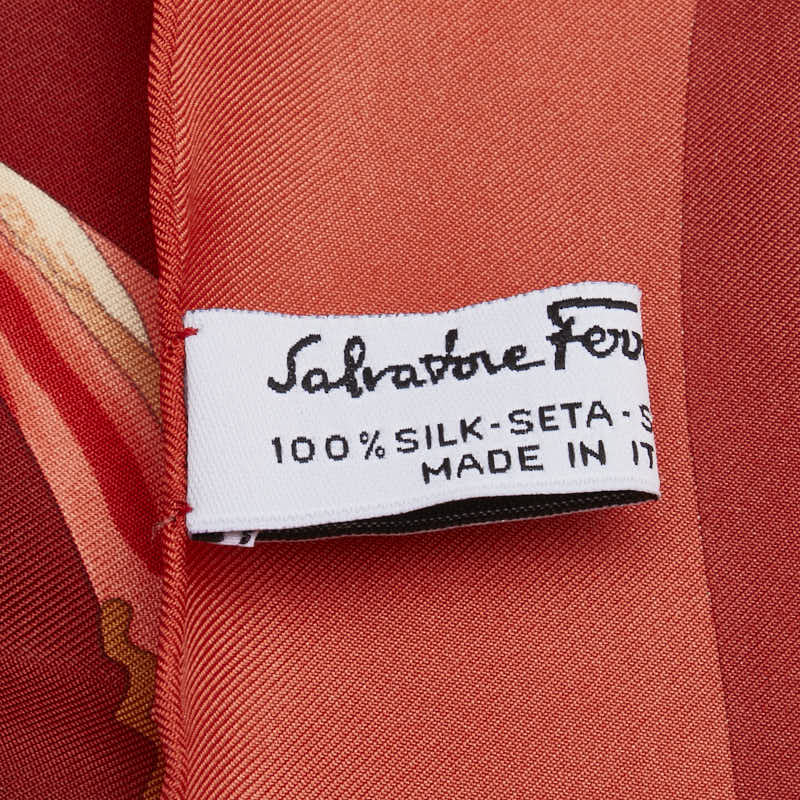 Salvatore Ferr
100% SILK-SETA-S
MADE IN IT